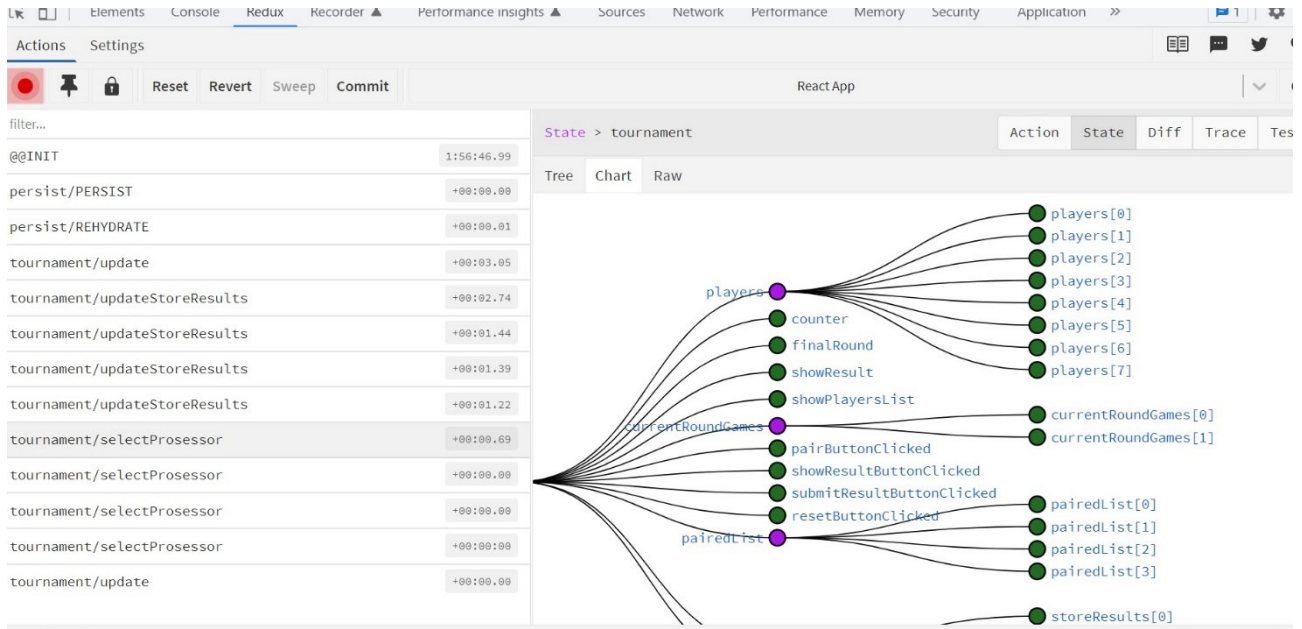 Elements Console Redux Recorder Performance insights Sources Network Performance Memory Security Application » 1
Actions Settings
Reset Revert Sweep Commit React App
filter...
@@INIT 1:56:46.99
persist/PERSIST +00:00.00
persist/REHYDRATE +00:00.01
tournament/update +00:03.05
tournament/updateStoreResults +00:02.74
tournament/updateStoreResults +00:01.44
tournament/updateStoreResults +00:01.39
tournament/updateStoreResults +00:01.22
tournament/selectProsessor +00:00.69
tournament/selectProsessor +00:00.00
tournament/selectProsessor +00:00.00
tournament/selectProsessor +00:00:00
tournament/update +00:00.00
State > tournament Action State Diff Trace Tes
Tree Chart Raw
players
counter
finalRound
showResult
showPlayersList
currentRoundGames
pairButtonClicked
showResultButtonClicked
submitResultButtonClicked
resetButtonClicked
pairedList
players[0]
players[1]
players[2]
players[3]
players[4]
players[5]
players[6]
players[7]
currentRoundGames[0]
currentRoundGames[1]
pairedList[0]
pairedList[1]
pairedList[2]
pairedList[3]
storeResults[0]